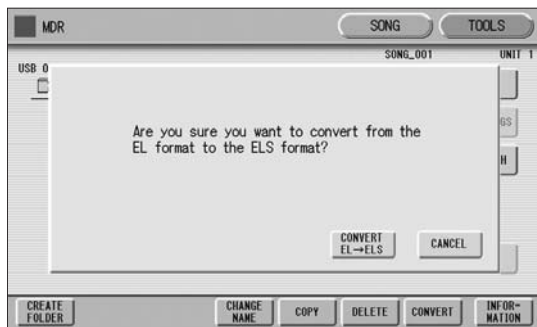 MDR
SONG
TOOLS
SONG_001
UNIT 1
USB 0
GS
H
Are you sure you want to convert from the
EL format to the ELS format?
CONVERT
EL→ELS
CANCEL
CREATE
FOLDER
CHANGE
NAME
COPY
DELETE
CONVERT
INFOR-
MATION